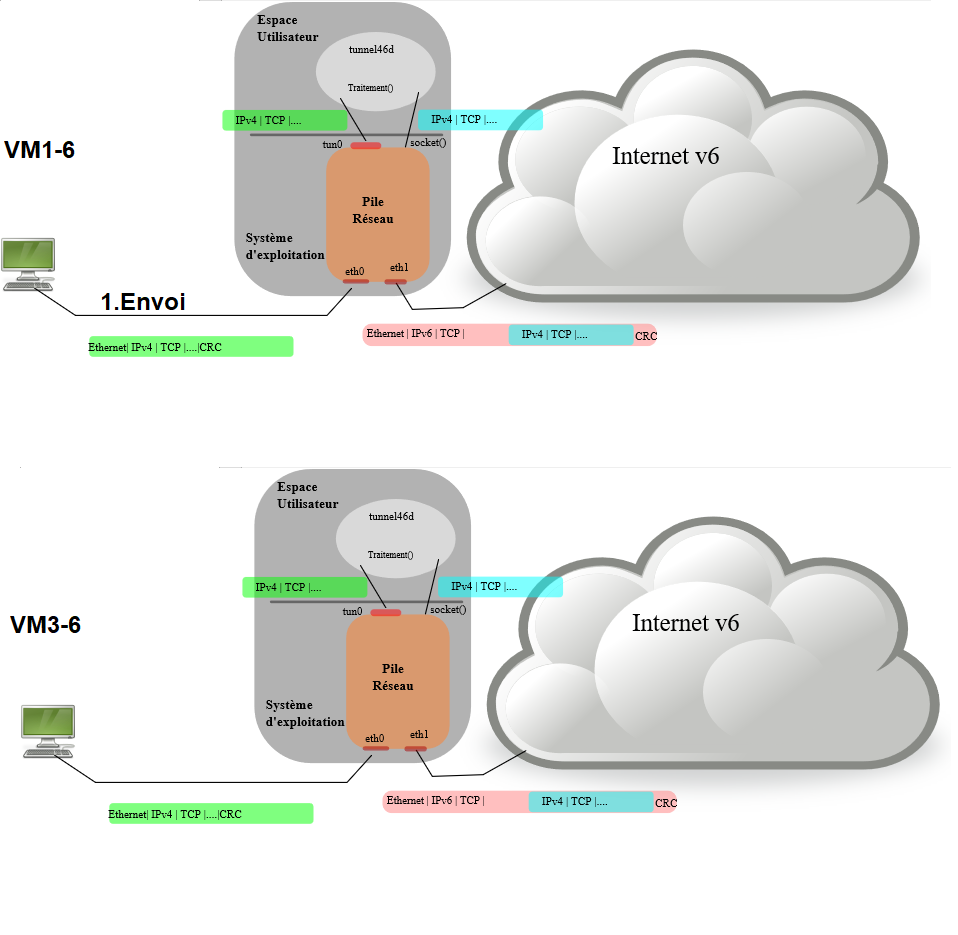 Espace
Utilisateur
tunnel46d
Traitement()
IPv4 | TCP |....
IPv4 | TCP |....
VM1-6
tun0
socket()
Internet v6
Pile
Réseau
Système
d'exploitation
eth0
eth1
1.Envoi
Ethernet | IPv6 | TCP |
IPv4 | TCP |....
CRC
Ethernet| IPv4 | TCP |....|CRC
Espace
Utilisateur
tunnel46d
Traitement()
IPv4 | TCP |....
IPv4 | TCP |....
tun0
socket()
VM3-6
Internet v6
Pile
Réseau
Système
d'exploitation
eth0
eth1
Ethernet | IPv6 | TCP |
IPv4 | TCP |....
CRC
Ethernet| IPv4 | TCP |....|CRC